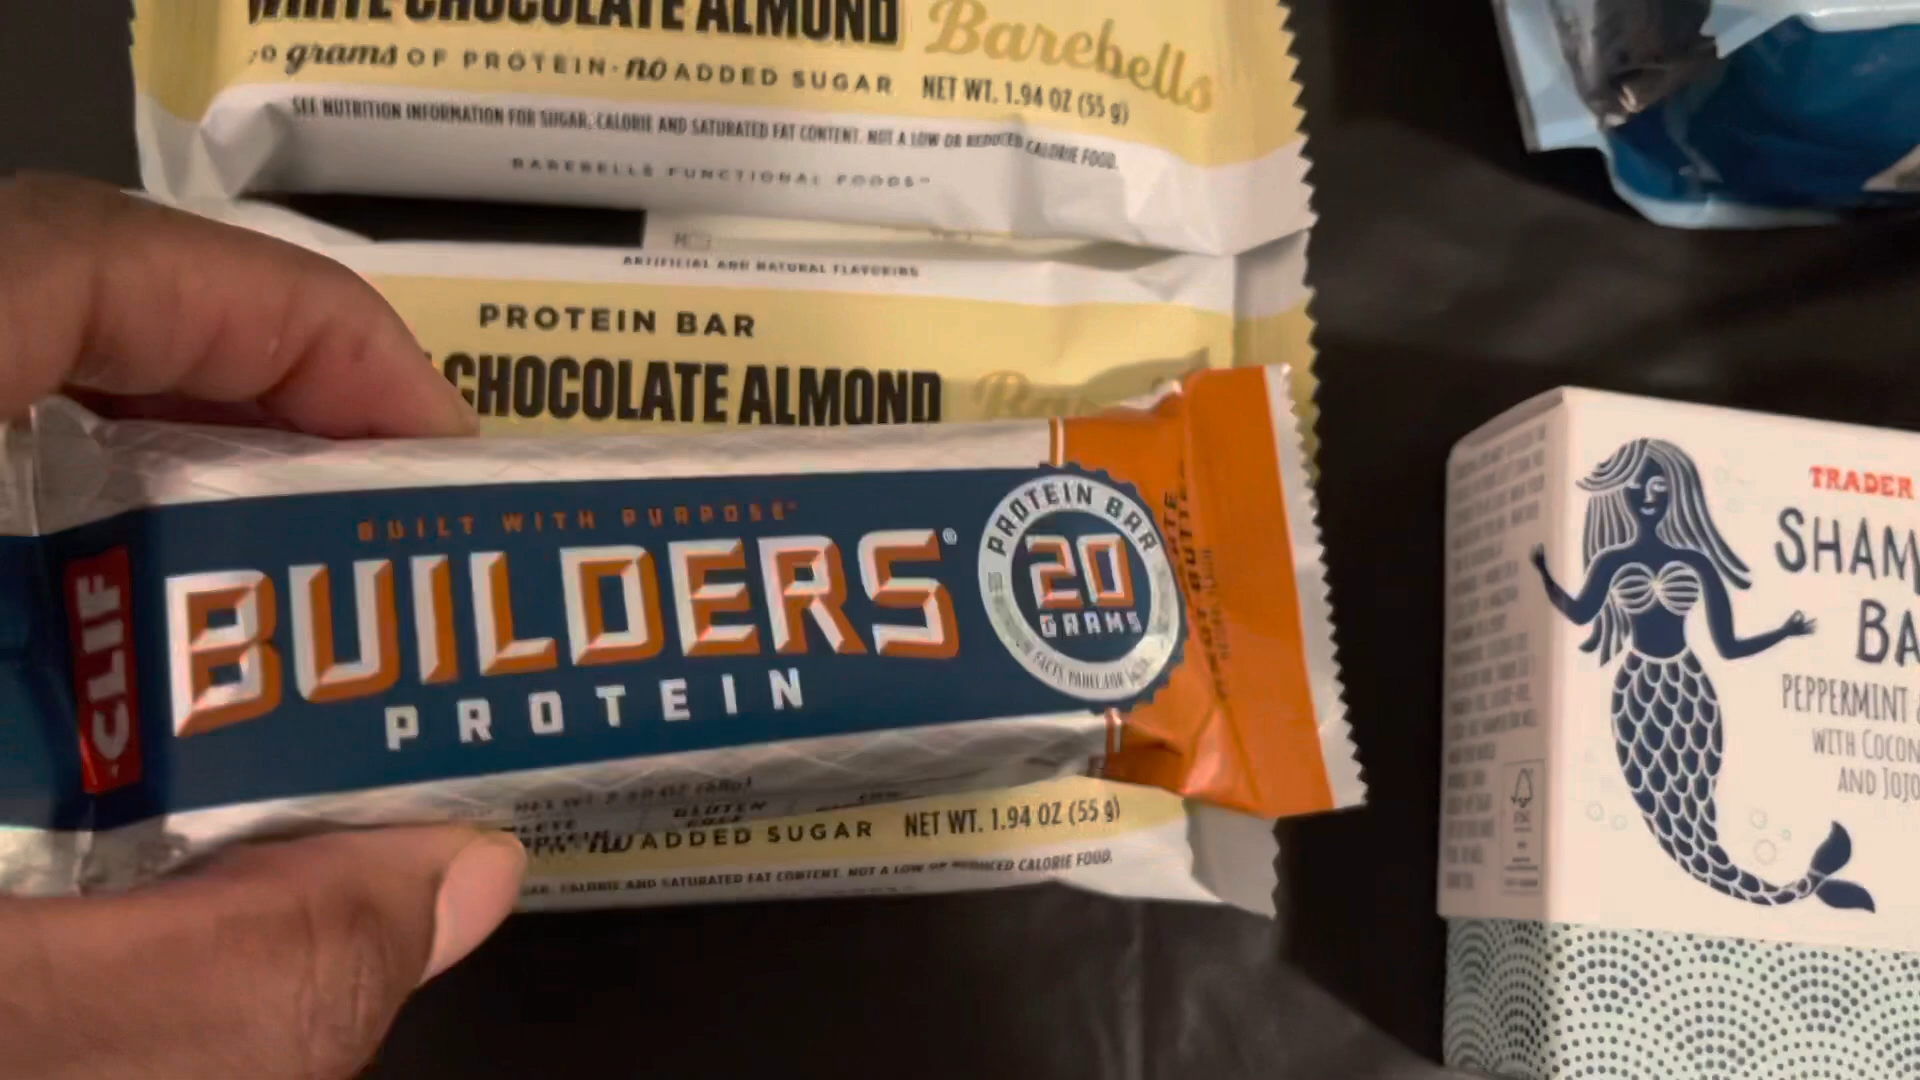 WHITE CHOCOLATE ALMOND
Barebells
grams OF PROTEIN · no ADDED SUGAR
NET WT. 1.94 OZ (55 g)
SEE NUTRITION INFORMATION FOR SUGAR, CALORIE AND SATURATED FAT CONTENT. NOT A LOW OR REDUCED CALORIE FOOD.
BAREBELLS FUNCTIONAL FOODS™
ARTIFICIAL AND NATURAL FLAVORING
PROTEIN BAR
CHOCOLATE ALMOND
BUILT WITH PURPOSE®
CLIF
BUILDERS®
PROTEIN
PROTEIN BAR
20
GRAMS
GLUTEN
ADDED SUGAR
NET WT. 1.94 OZ (55 g)
CALORIE AND SATURATED FAT CONTENT. NOT A LOW OR REDUCED CALORIE FOOD.
TRADER
SHAM
BA
PEPPERMINT &
WITH COCON
AND JOJO